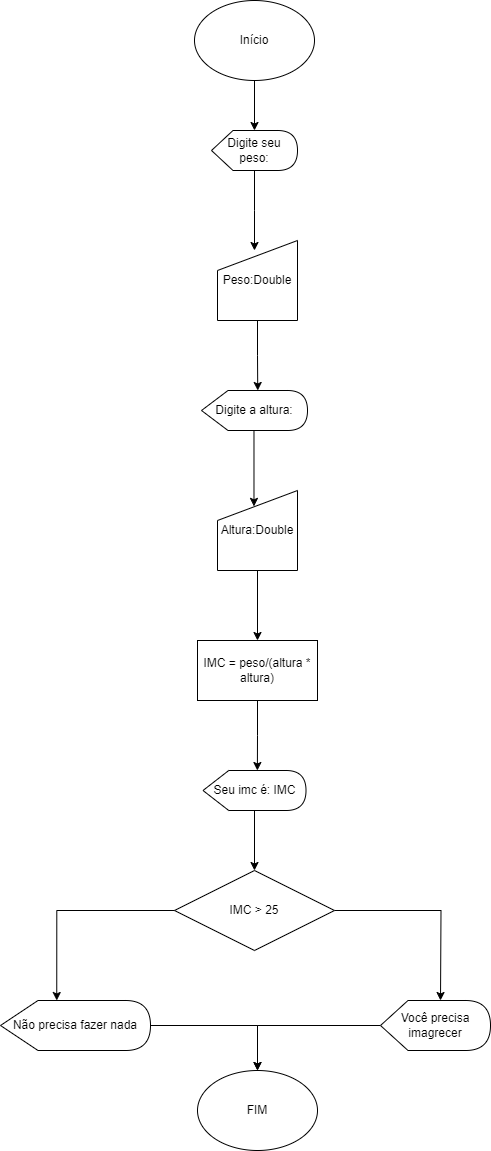 Início
Digite seu
peso:
Peso:Double
Digite a altura:
Altura:Double
IMC = peso/(altura *
altura)
Seu imc é: IMC
IMC > 25
Não precisa fazer nada
Você precisa
imagrecer
FIM